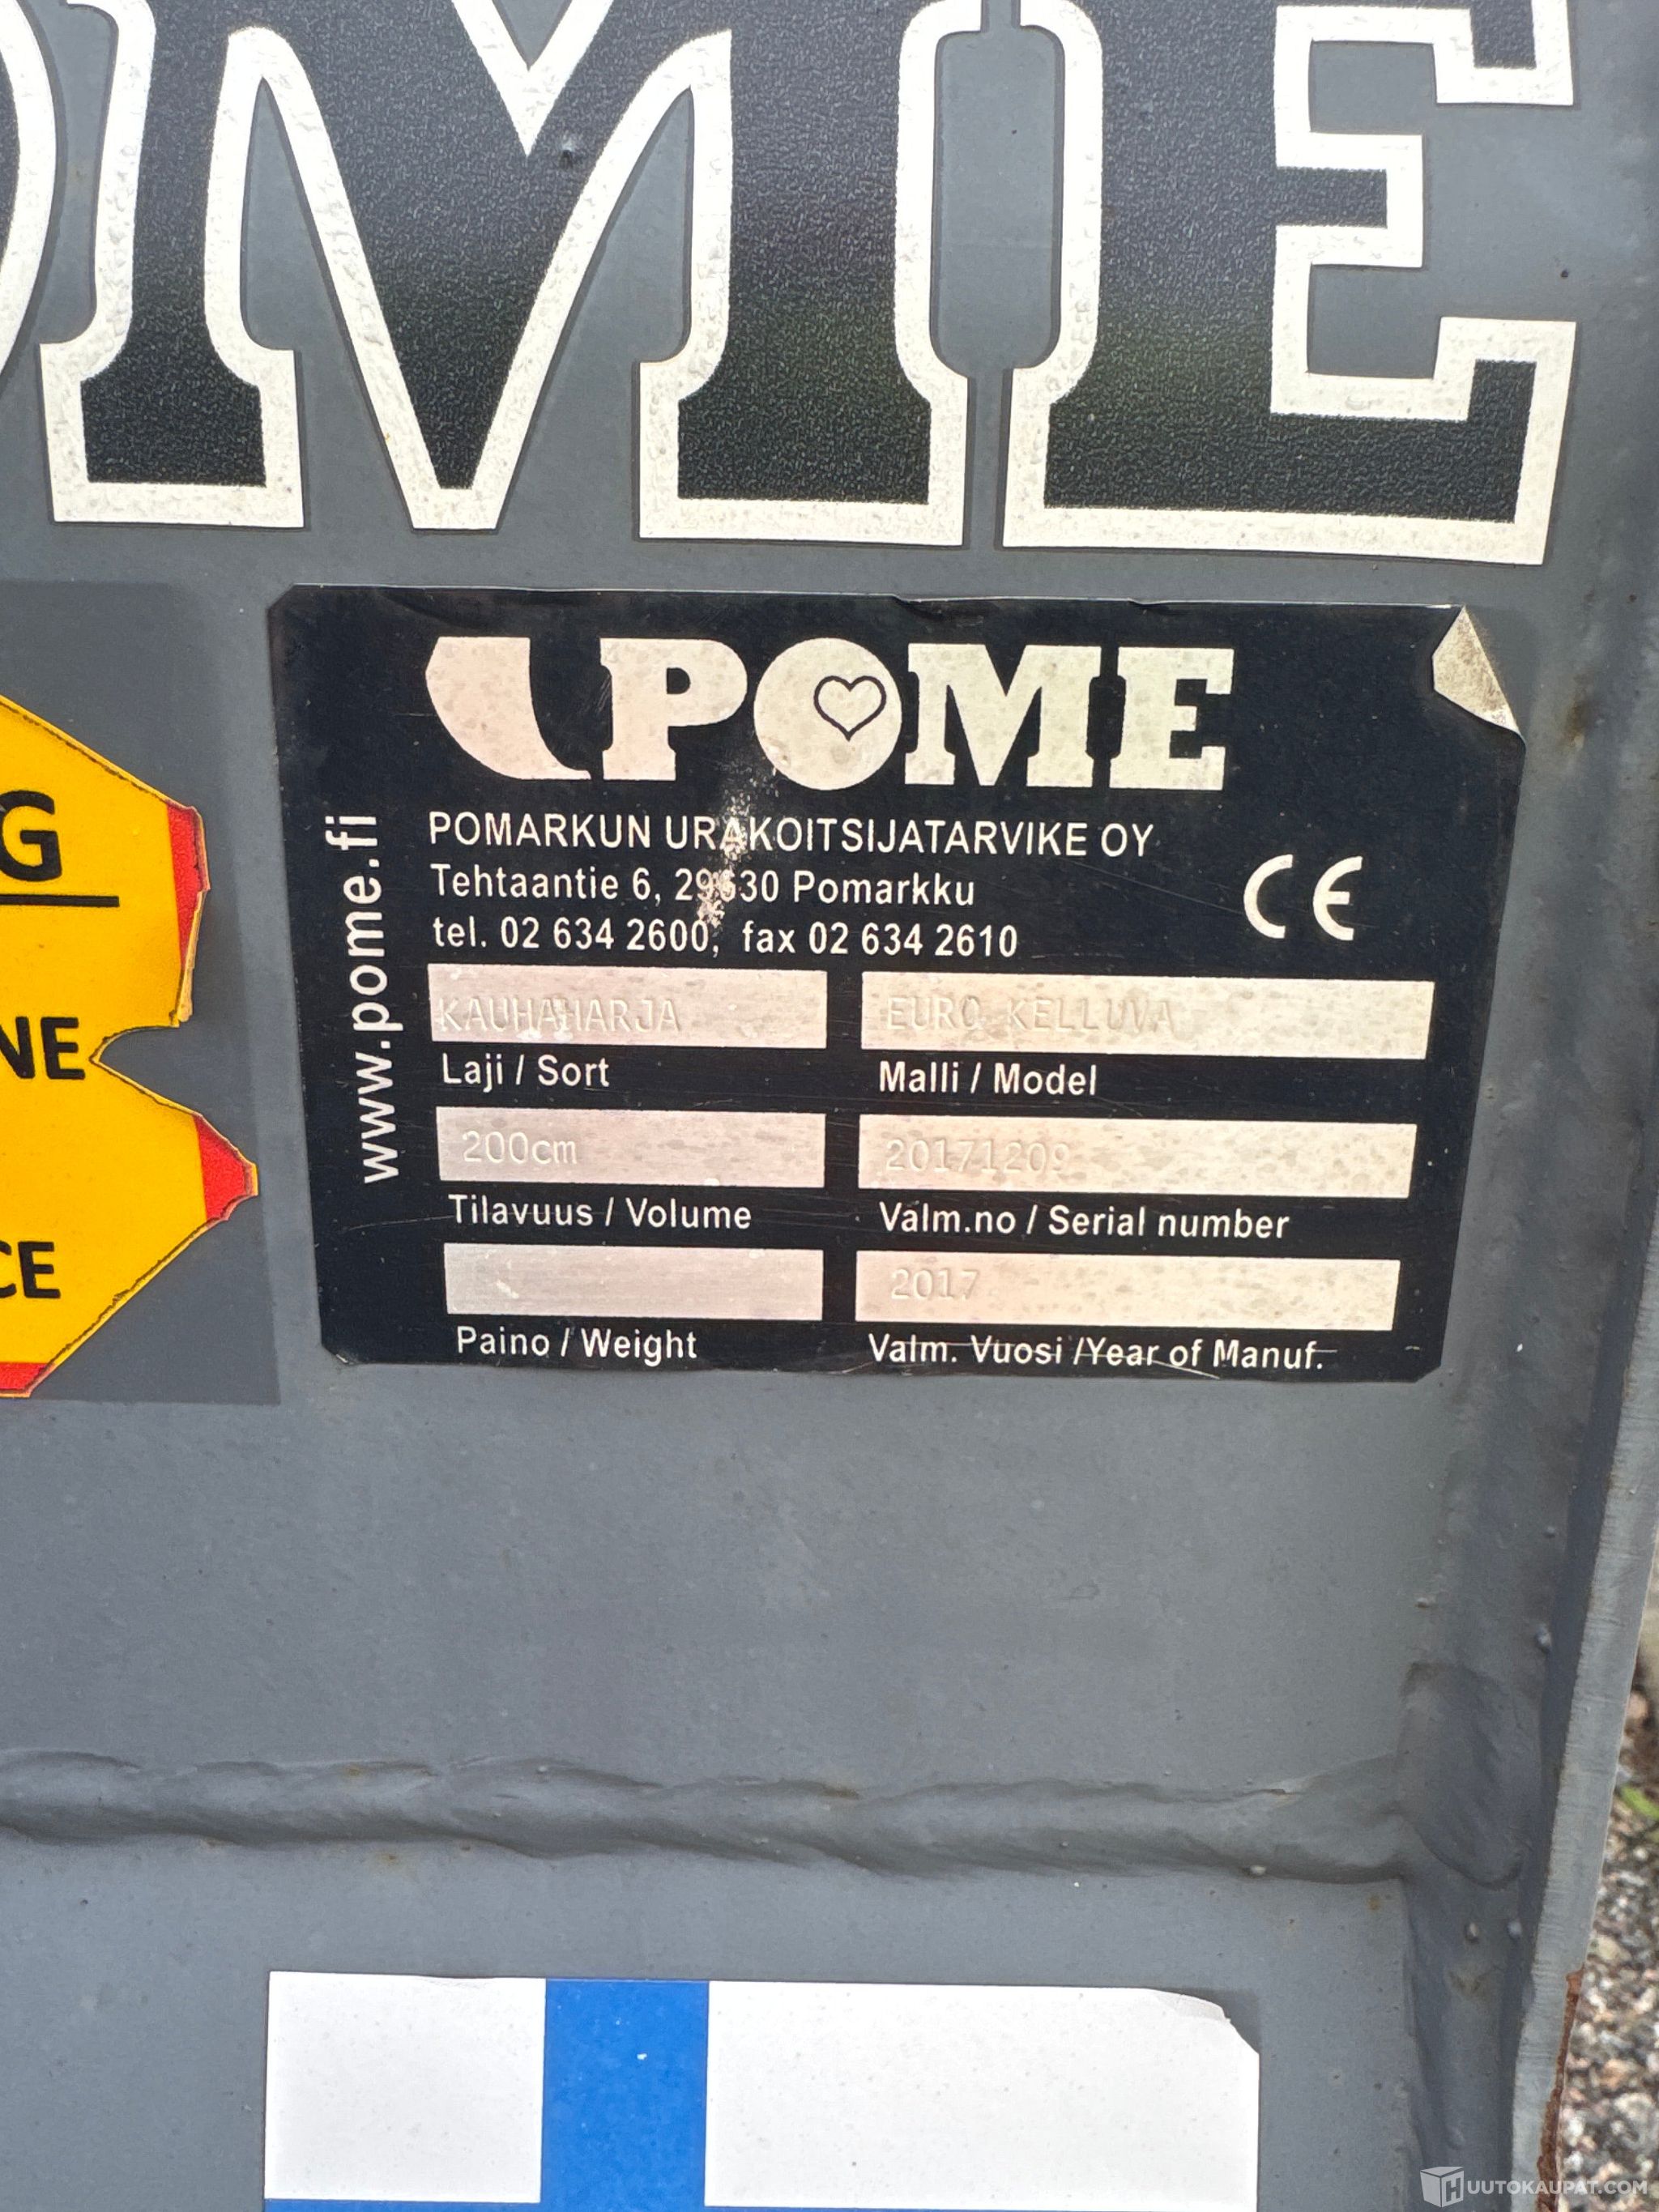 OME
G
NE
CE
POME
POMARKUN URAKOITSIJATARVIKE OY
Tehtaantie 6, 29630 Pomarkku
tel. 02 634 2600, fax 02 634 2610
CE
www.pome.fi
KAUHAHARJA
EURO KELLUVA
Laji / Sort
Malli / Model
200cm
20171209
Tilavuus / Volume
Valm.no / Serial number
2017
Paino / Weight
Valm. Vuosi /Year of Manuf.
HUUTOKAUPAT.COM